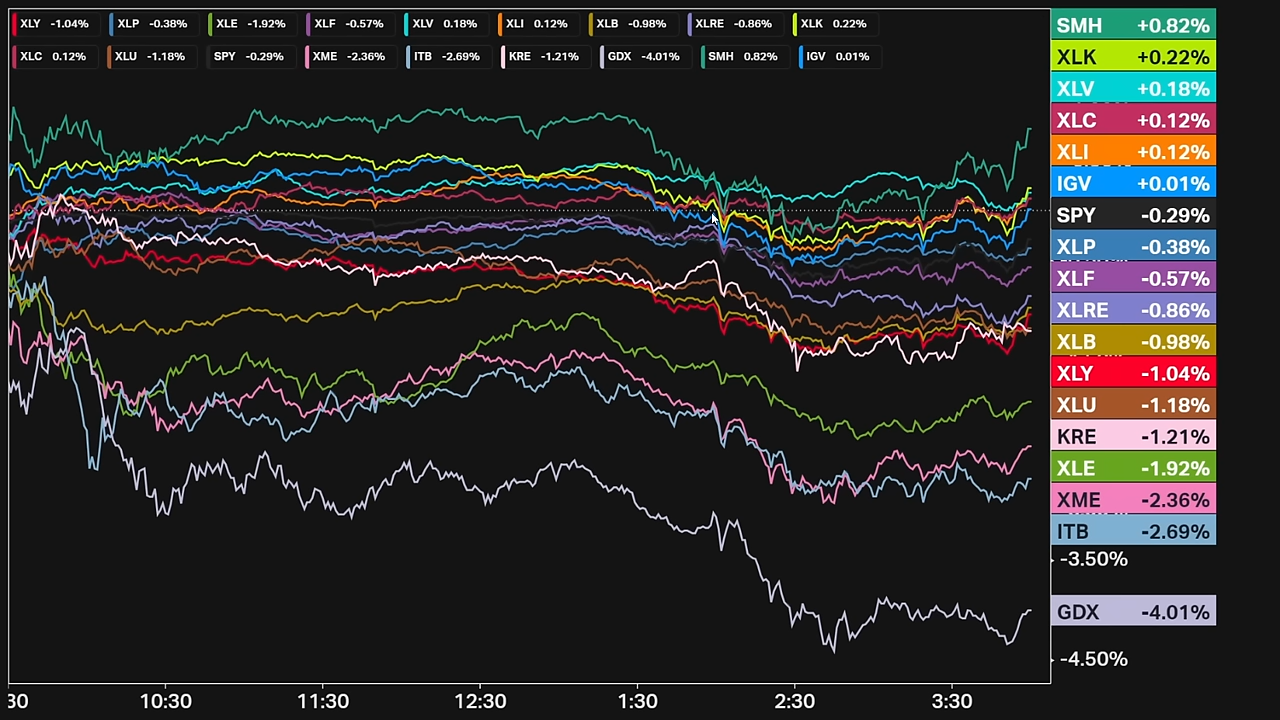 XLY -1.04% XLP -0.38% XLE -1.92% XLF -0.57% XLV 0.18% XLI 0.12% XLB -0.98% XLRE -0.86% XLK 0.22%
XLC 0.12% XLU -1.18% SPY -0.29% XME -2.36% ITB -2.69% KRE -1.21% GDX -4.01% SMH 0.82% IGV 0.01%
SMH +0.82%
XLK +0.22%
XLV +0.18%
XLC +0.12%
XLI +0.12%
IGV +0.01%
SPY -0.29%
XLP -0.38%
XLF -0.57%
XLRE -0.86%
XLB -0.98%
XLY -1.04%
XLU -1.18%
KRE -1.21%
XLE -1.92%
XME -2.36%
ITB -2.69%
-3.50%
GDX -4.01%
-4.50%
:30 10:30 11:30 12:30 1:30 2:30 3:30